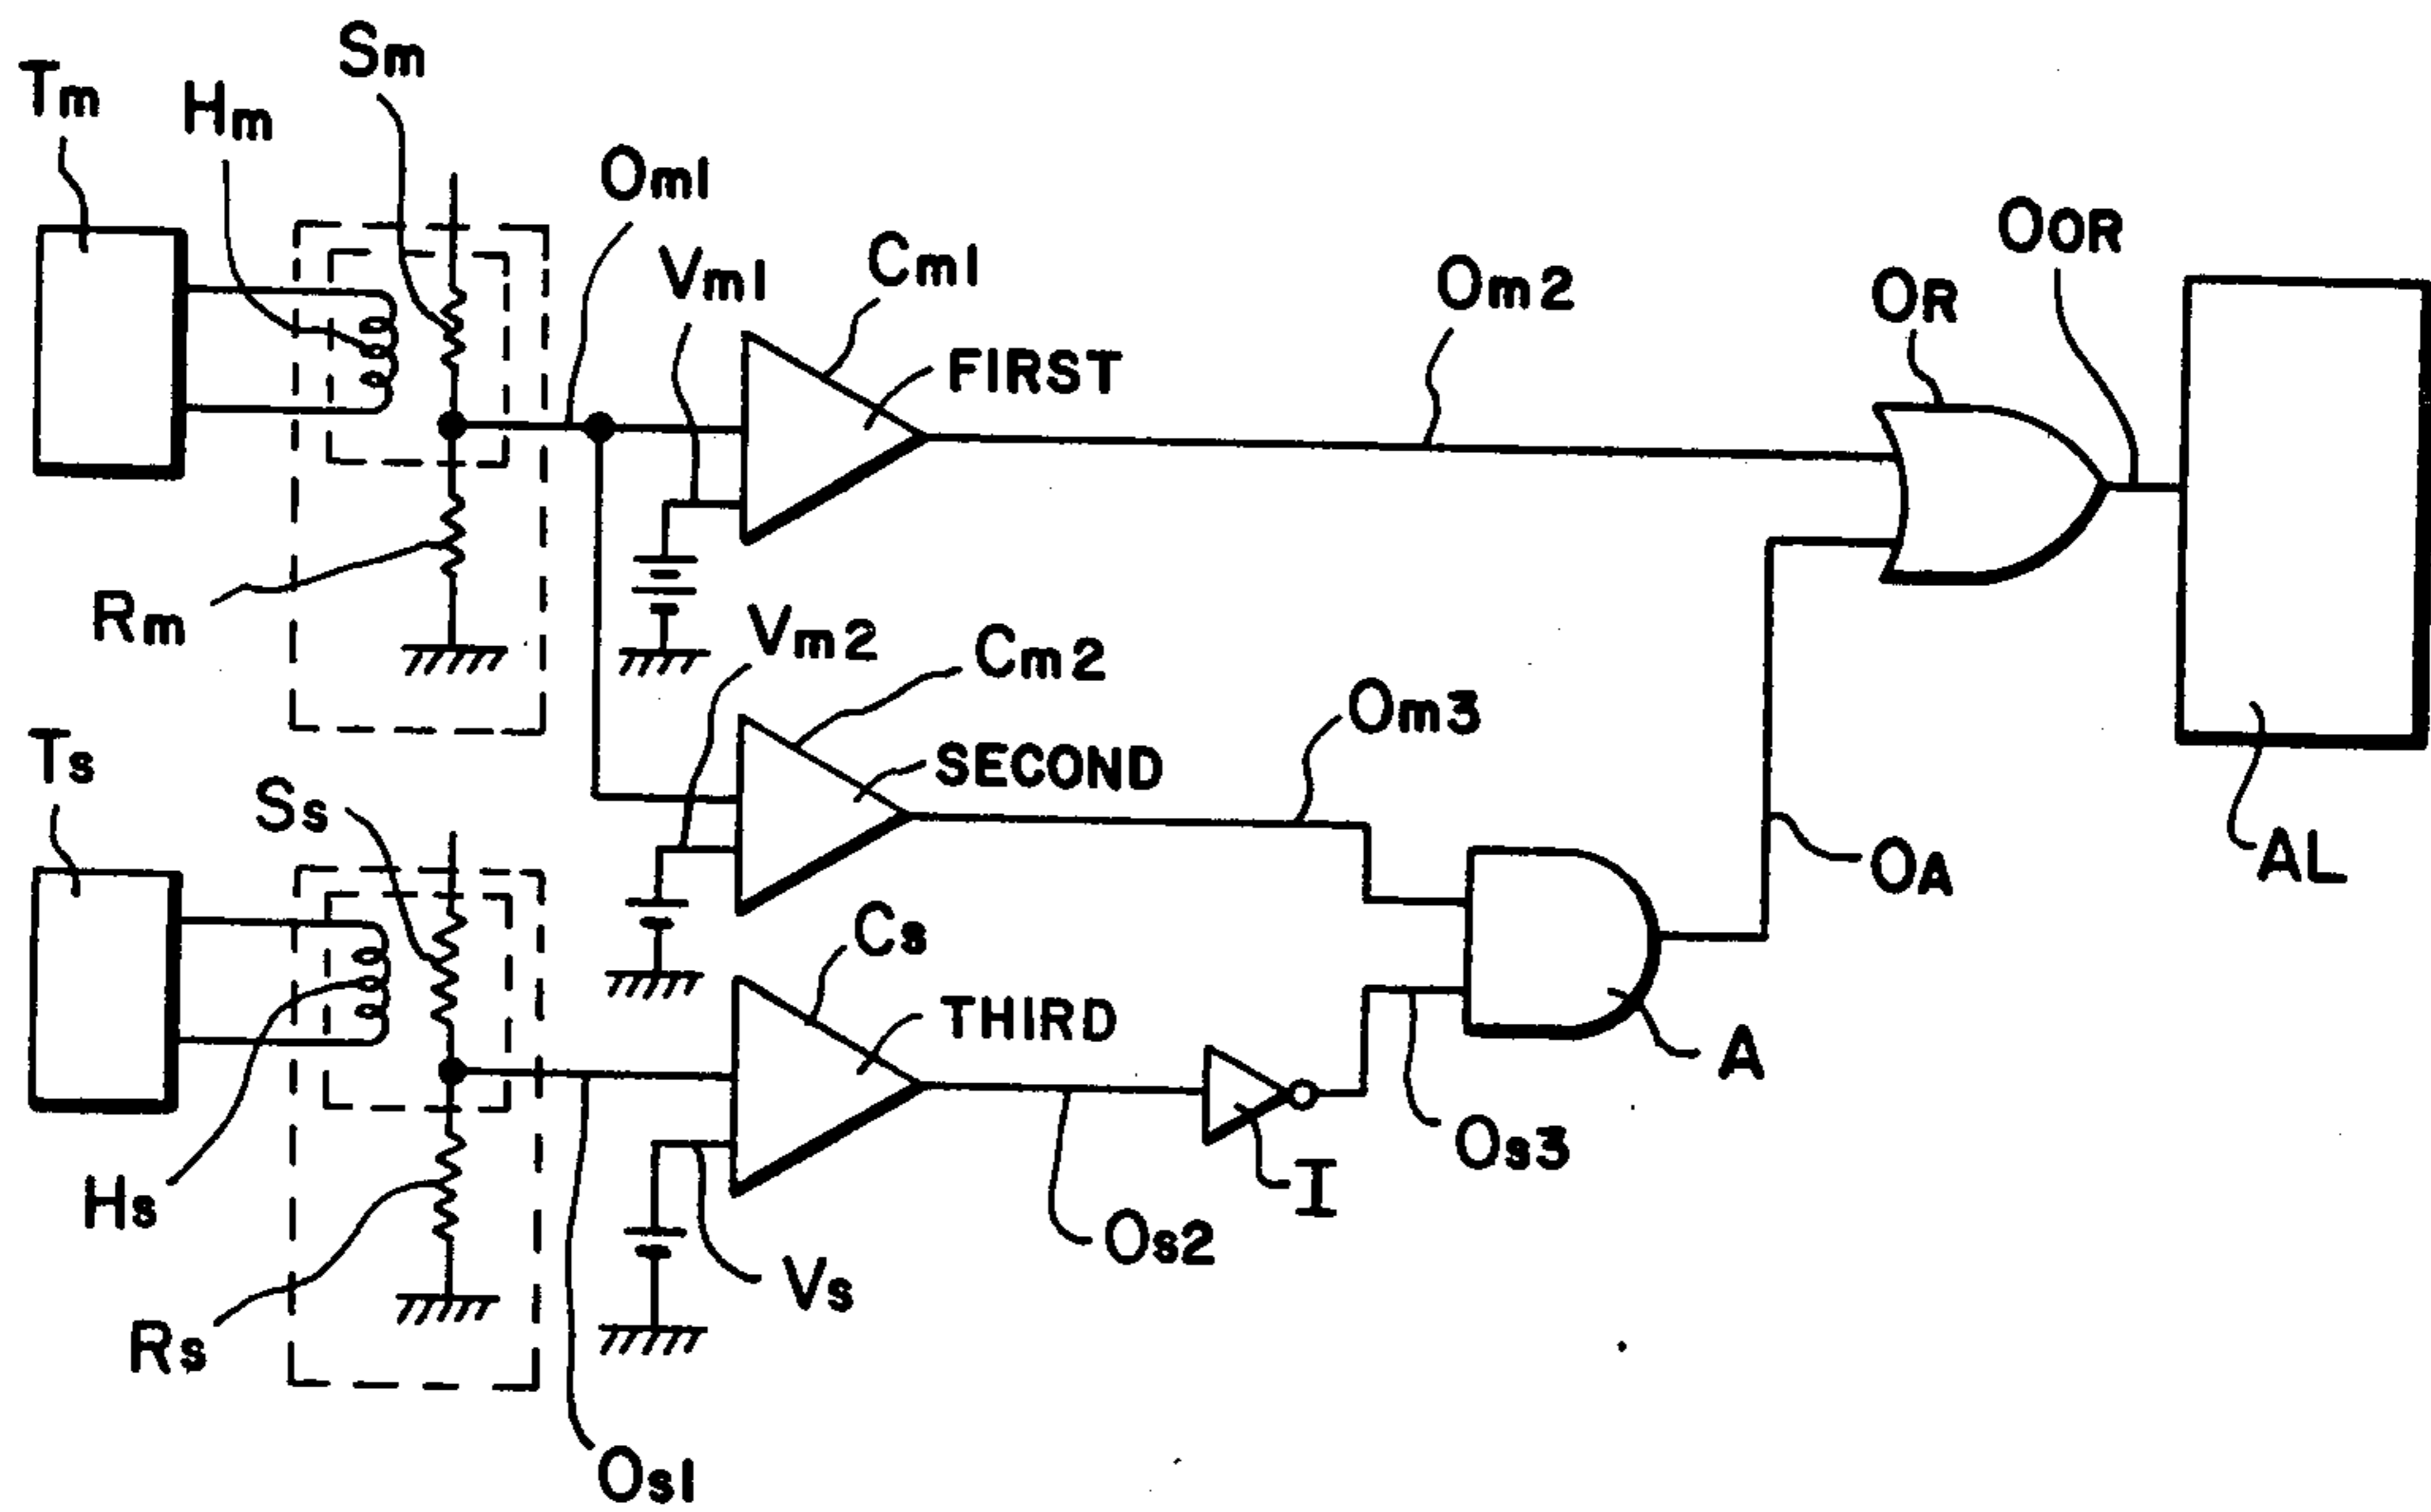 Sm
Tm
Hm
Om1
Vm1
Cm1
FIRST
Om2
OR
OOR
Rm
Vm2
Cm2
SECOND
Om3
Ts
Ss
Cs
THIRD
OA
AL
A
Os3
I
Hs
Os2
Vs
Rs
Os1